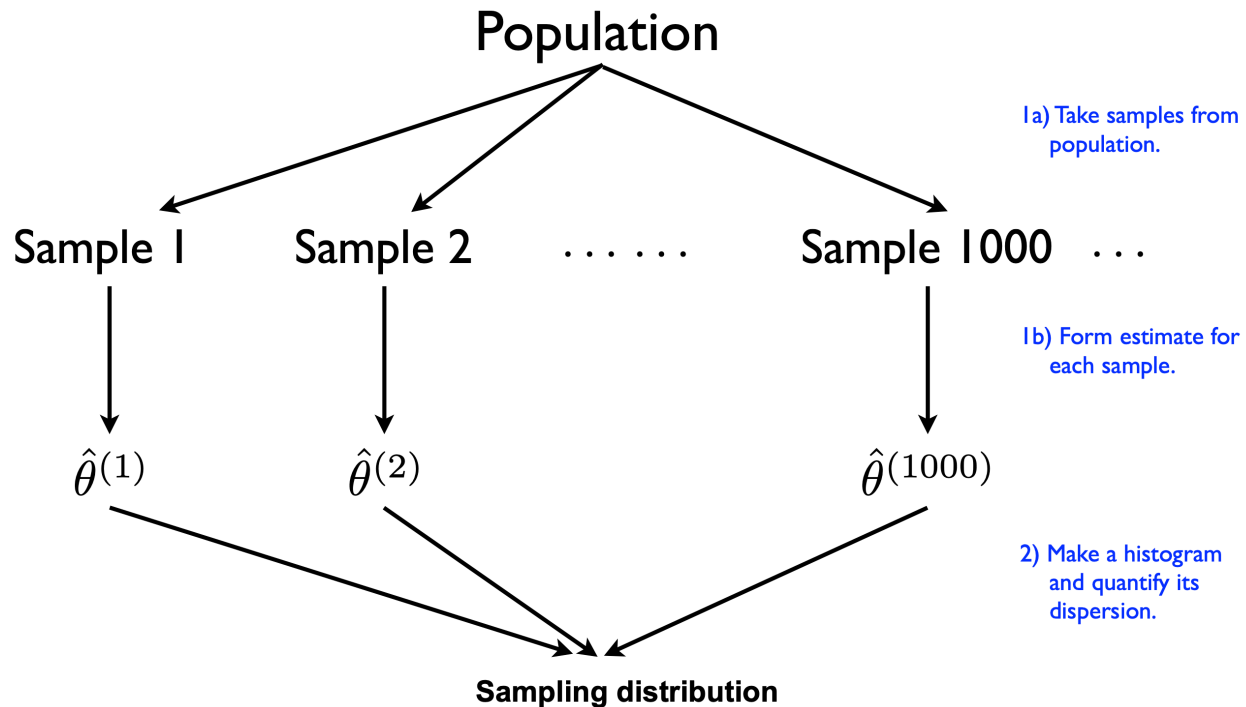 Population
1a) Take samples from
population.
Sample 1 Sample 2 ...... Sample 1000 ...
1b) Form estimate for
each sample.
θ̂⁽¹⁾ θ̂⁽²⁾ θ̂⁽¹⁰⁰⁰⁾
2) Make a histogram
and quantify its
dispersion.
Sampling distribution